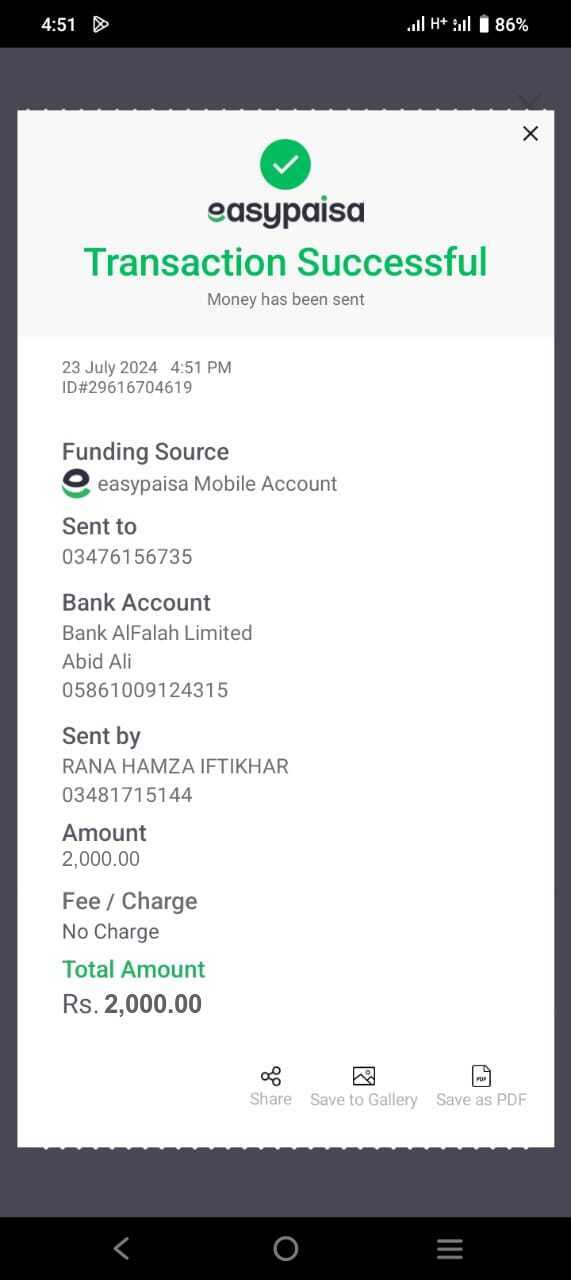 4:51 H+ 86%
easypaisa
Transaction Successful
Money has been sent
23 July 2024 4:51 PM
ID#29616704619
Funding Source
easypaisa Mobile Account
Sent to
03476156735
Bank Account
Bank AlFalah Limited
Abid Ali
05861009124315
Sent by
RANA HAMZA IFTIKHAR
03481715144
Amount
2,000.00
Fee / Charge
No Charge
Total Amount
Rs. 2,000.00
PDF
Share Save to Gallery Save as PDF